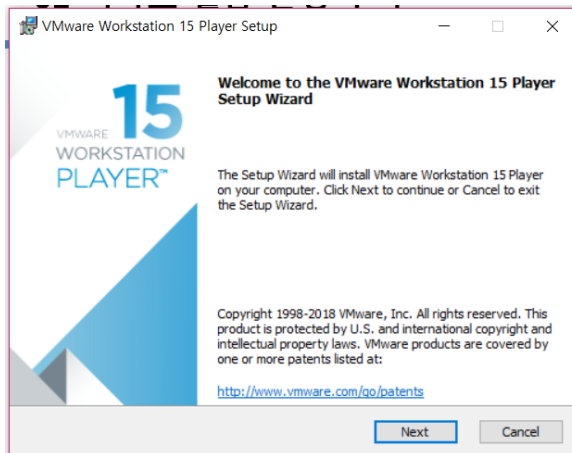 VMware Workstation 15 Player Setup
VMWARE 15
WORKSTATION
PLAYER™
Welcome to the VMware Workstation 15 Player
Setup Wizard
The Setup Wizard will install VMware Workstation 15 Player
on your computer. Click Next to continue or Cancel to exit
the Setup Wizard.
Copyright 1998-2018 VMware, Inc. All rights reserved. This
product is protected by U.S. and international copyright and
intellectual property laws. VMware products are covered by
one or more patents listed at:
http://www.vmware.com/go/patents
Next
Cancel